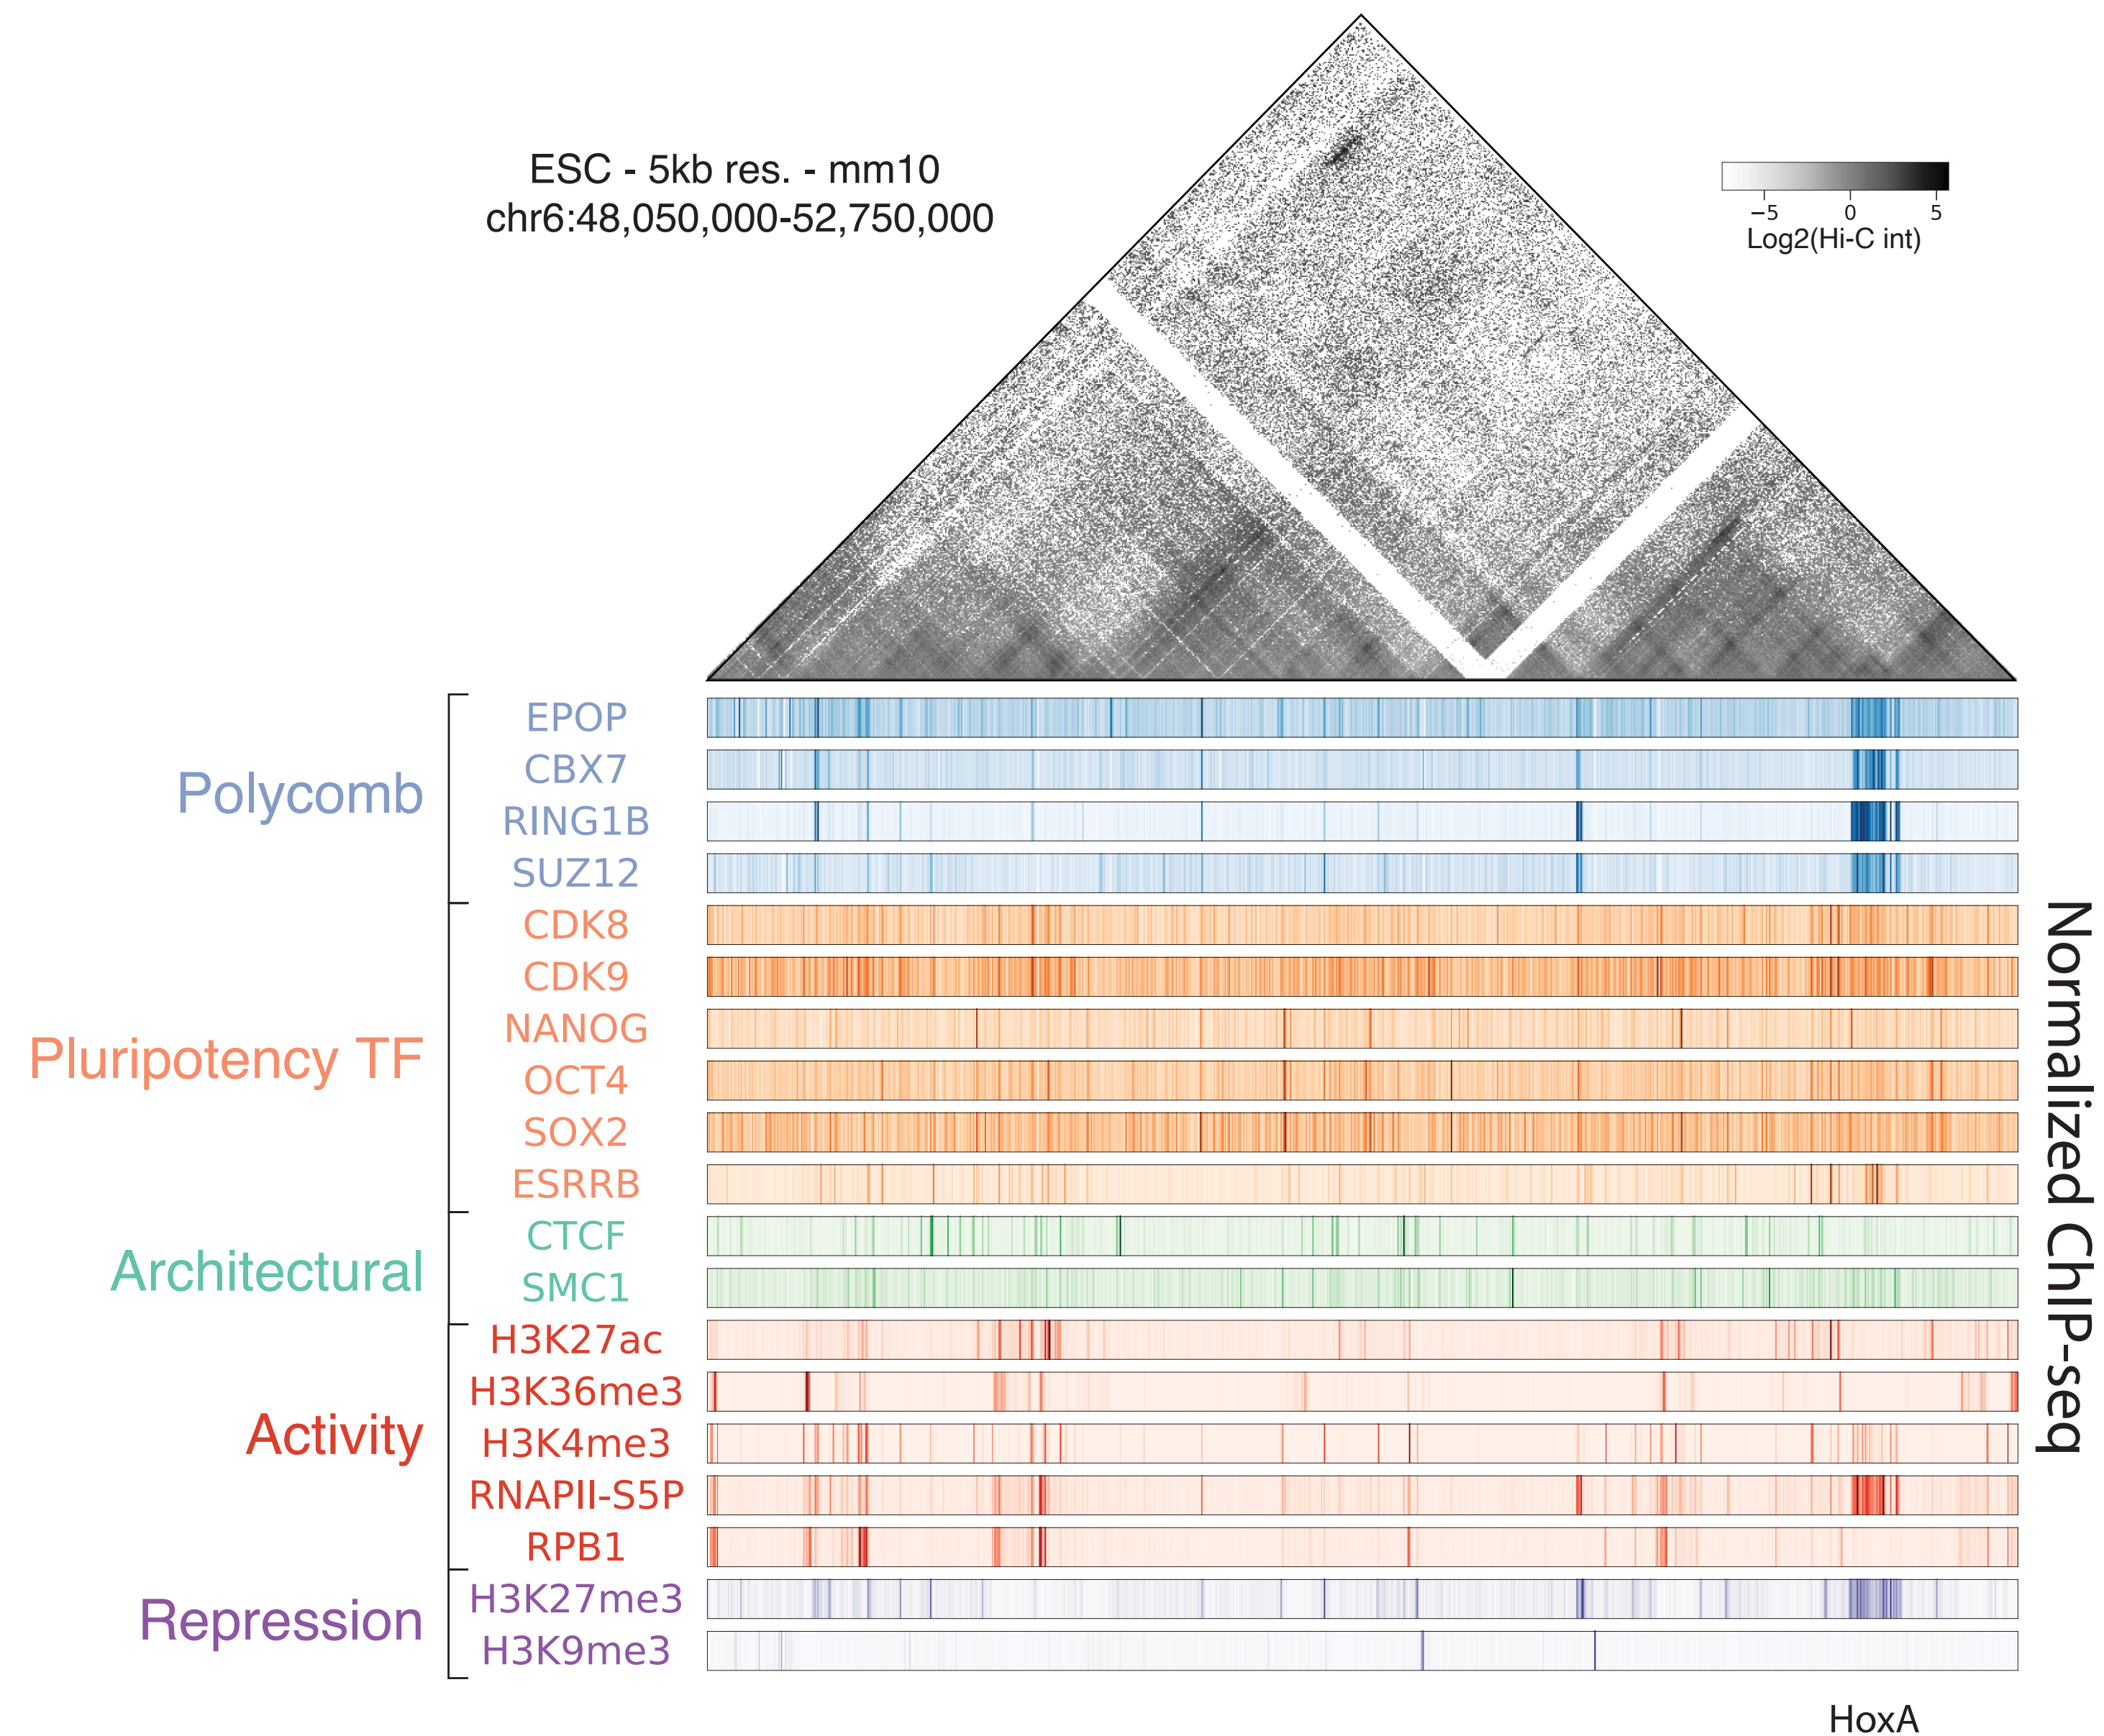 ESC - 5kb res. - mm10
chr6:48,050,000-52,750,000
−5 0 5
Log2(Hi-C int)
Polycomb
EPOP
CBX7
RING1B
SUZ12
Pluripotency TF
CDK8
CDK9
NANOG
OCT4
SOX2
ESRRB
Architectural
CTCF
SMC1
Activity
H3K27ac
H3K36me3
H3K4me3
RNAPII-S5P
RPB1
Repression
H3K27me3
H3K9me3
Normalized ChIP-seq
HoxA